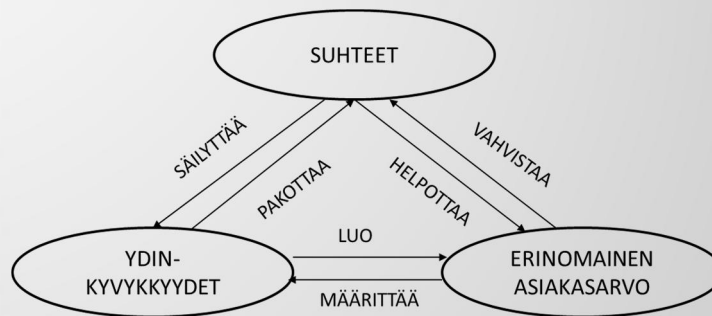 SUHTEET
SÄILYTTÄÄ
PAKOTTAA
HELPOTTAA
VAHVISTAA
YDIN-
KYVYKKYYDET
LUO
MÄÄRITTÄÄ
ERINOMAINEN
ASIAKASARVO